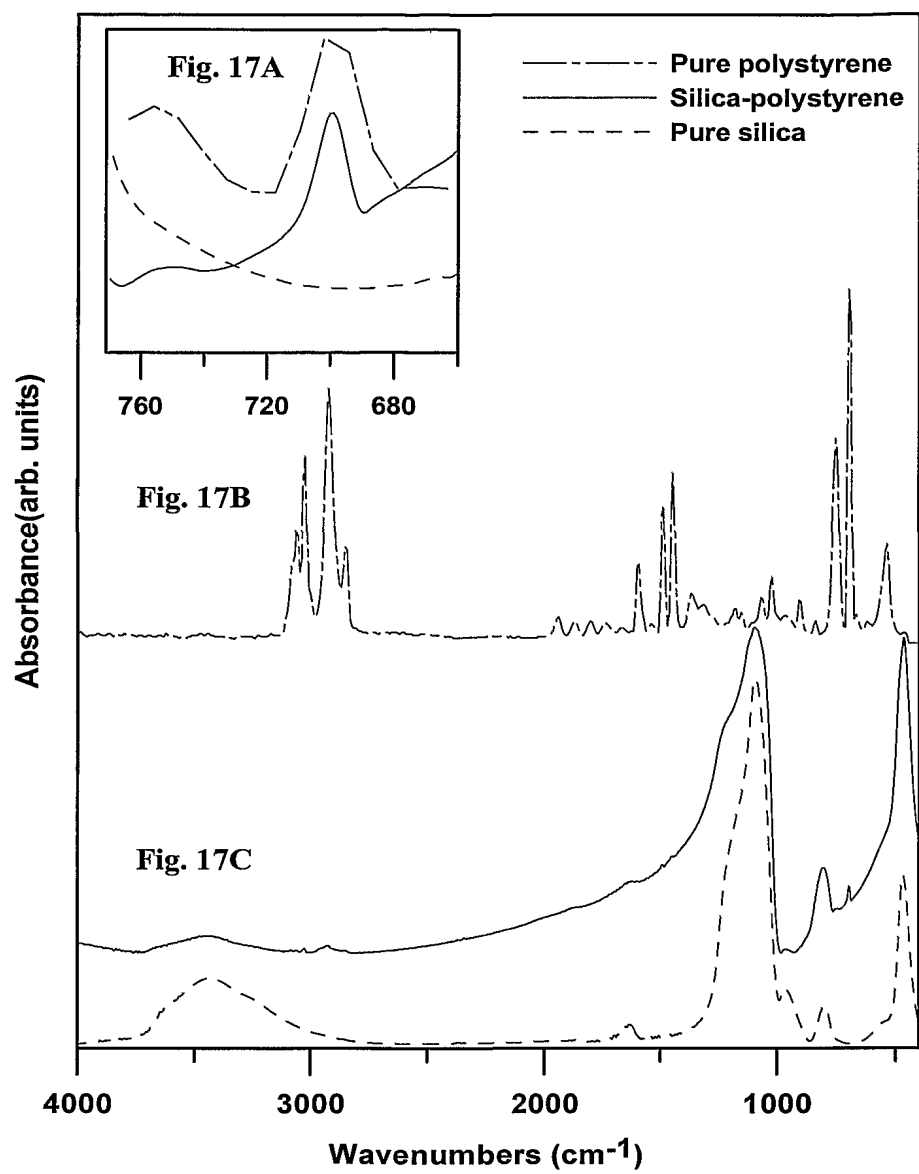 Fig. 17A
Pure polystyrene
Silica-polystyrene
Pure silica
760
720
680
Fig. 17B
Fig. 17C
Absorbance(arb. units)
4000
3000
2000
1000
Wavenumbers (cm-1)